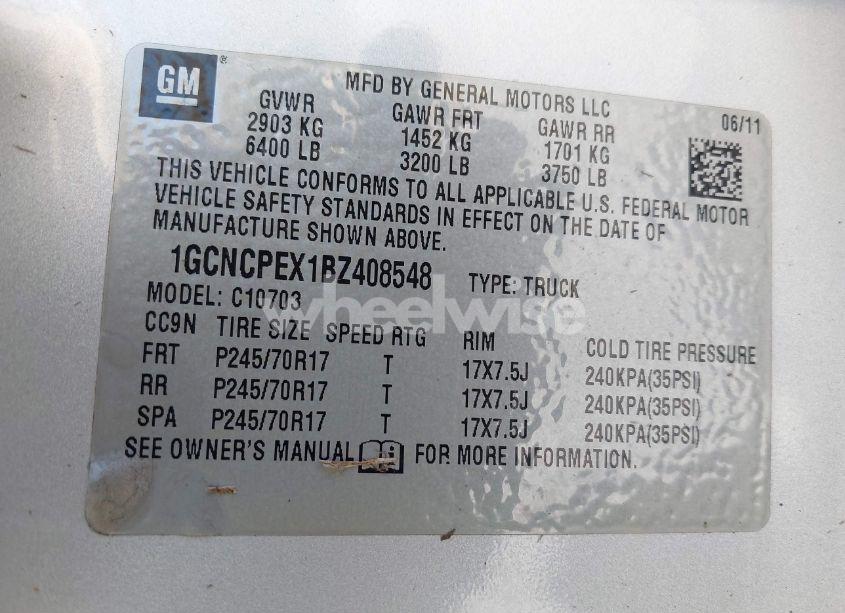 GM®
MFD BY GENERAL MOTORS LLC
06/11
GVWR GAWR FRT GAWR RR
2903 KG 1452 KG 1701 KG
6400 LB 3200 LB 3750 LB
THIS VEHICLE CONFORMS TO ALL APPLICABLE U.S. FEDERAL MOTOR
VEHICLE SAFETY STANDARDS IN EFFECT ON THE DATE OF
MANUFACTURE SHOWN ABOVE.
1GCNCPEX1BZ408548 TYPE: TRUCK
MODEL: C10703
wheelwise
CC9N TIRE SIZE SPEED RTG RIM COLD TIRE PRESSURE
FRT P245/70R17 T 17X7.5J 240KPA(35PSI)
RR P245/70R17 T 17X7.5J 240KPA(35PSI)
SPA P245/70R17 T 17X7.5J 240KPA(35PSI)
SEE OWNER'S MANUAL FOR MORE INFORMATION.